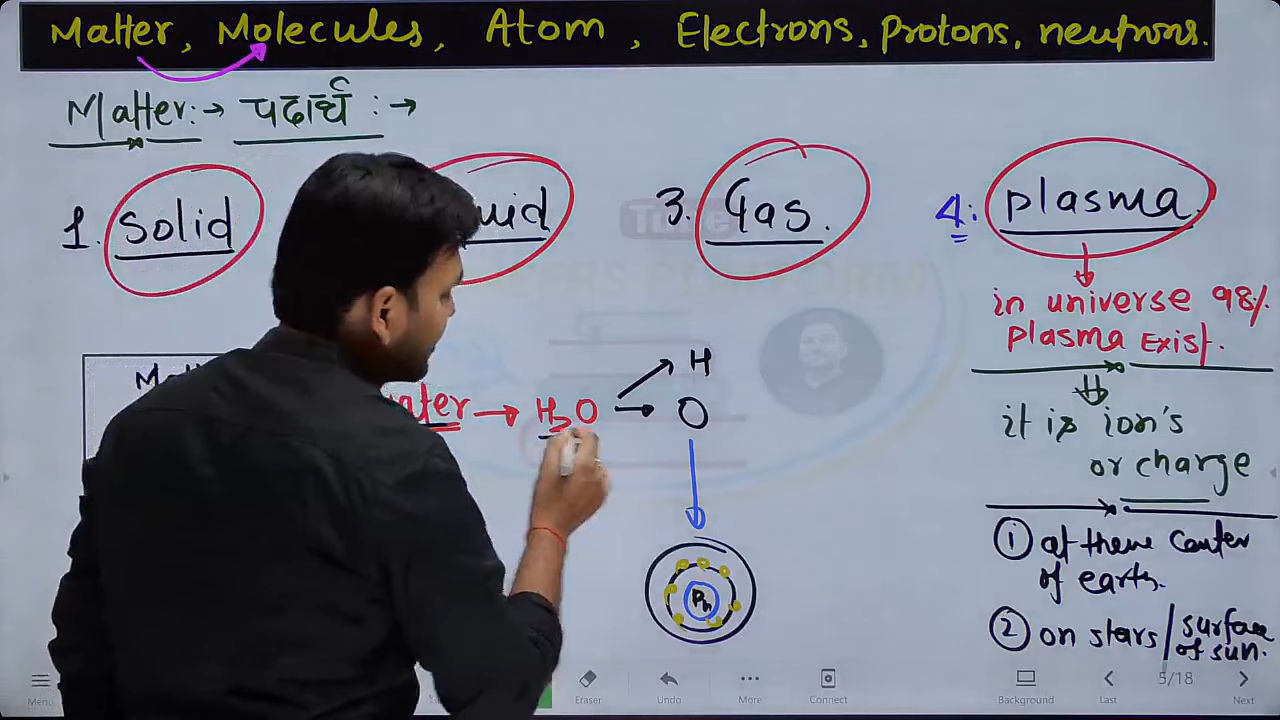 Matter, Molecules, Atom, Electrons, Protons, neutrons.
Matter:→ पदार्थ :→
1. Solid
3. Gas.
4: plasma.
in universe 98%
plasma Exist.
it is ion's
or charge
① at there Center
of earth.
② on stars / surface
of sun.
→ H₂O
H
O
Menu
Eraser
Undo
More
Connect
Background
Last
5/18
Next